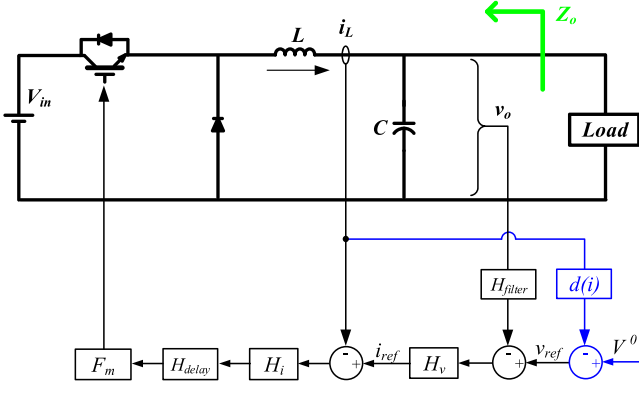 Z_o
L
i_L
V_in
C
v_o
Load
H_filter
d(i)
F_m
H_delay
H_i
-
+
i_ref
H_v
-
+
v_ref
-
+
V^0